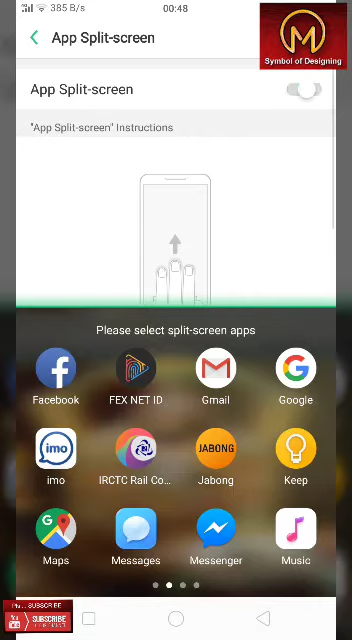 385 B/s
00:48
App Split-screen
Symbol of Designing
App Split-screen
"App Split-screen" Instructions
Please select split-screen apps
Facebook
FEX NET ID
Gmail
Google
imo
JABONG
imo
IRCTC Rail Co...
Jabong
Keep
Maps
Messages
Messenger
Music
SUBSCRIBE
SUBSCRIBE